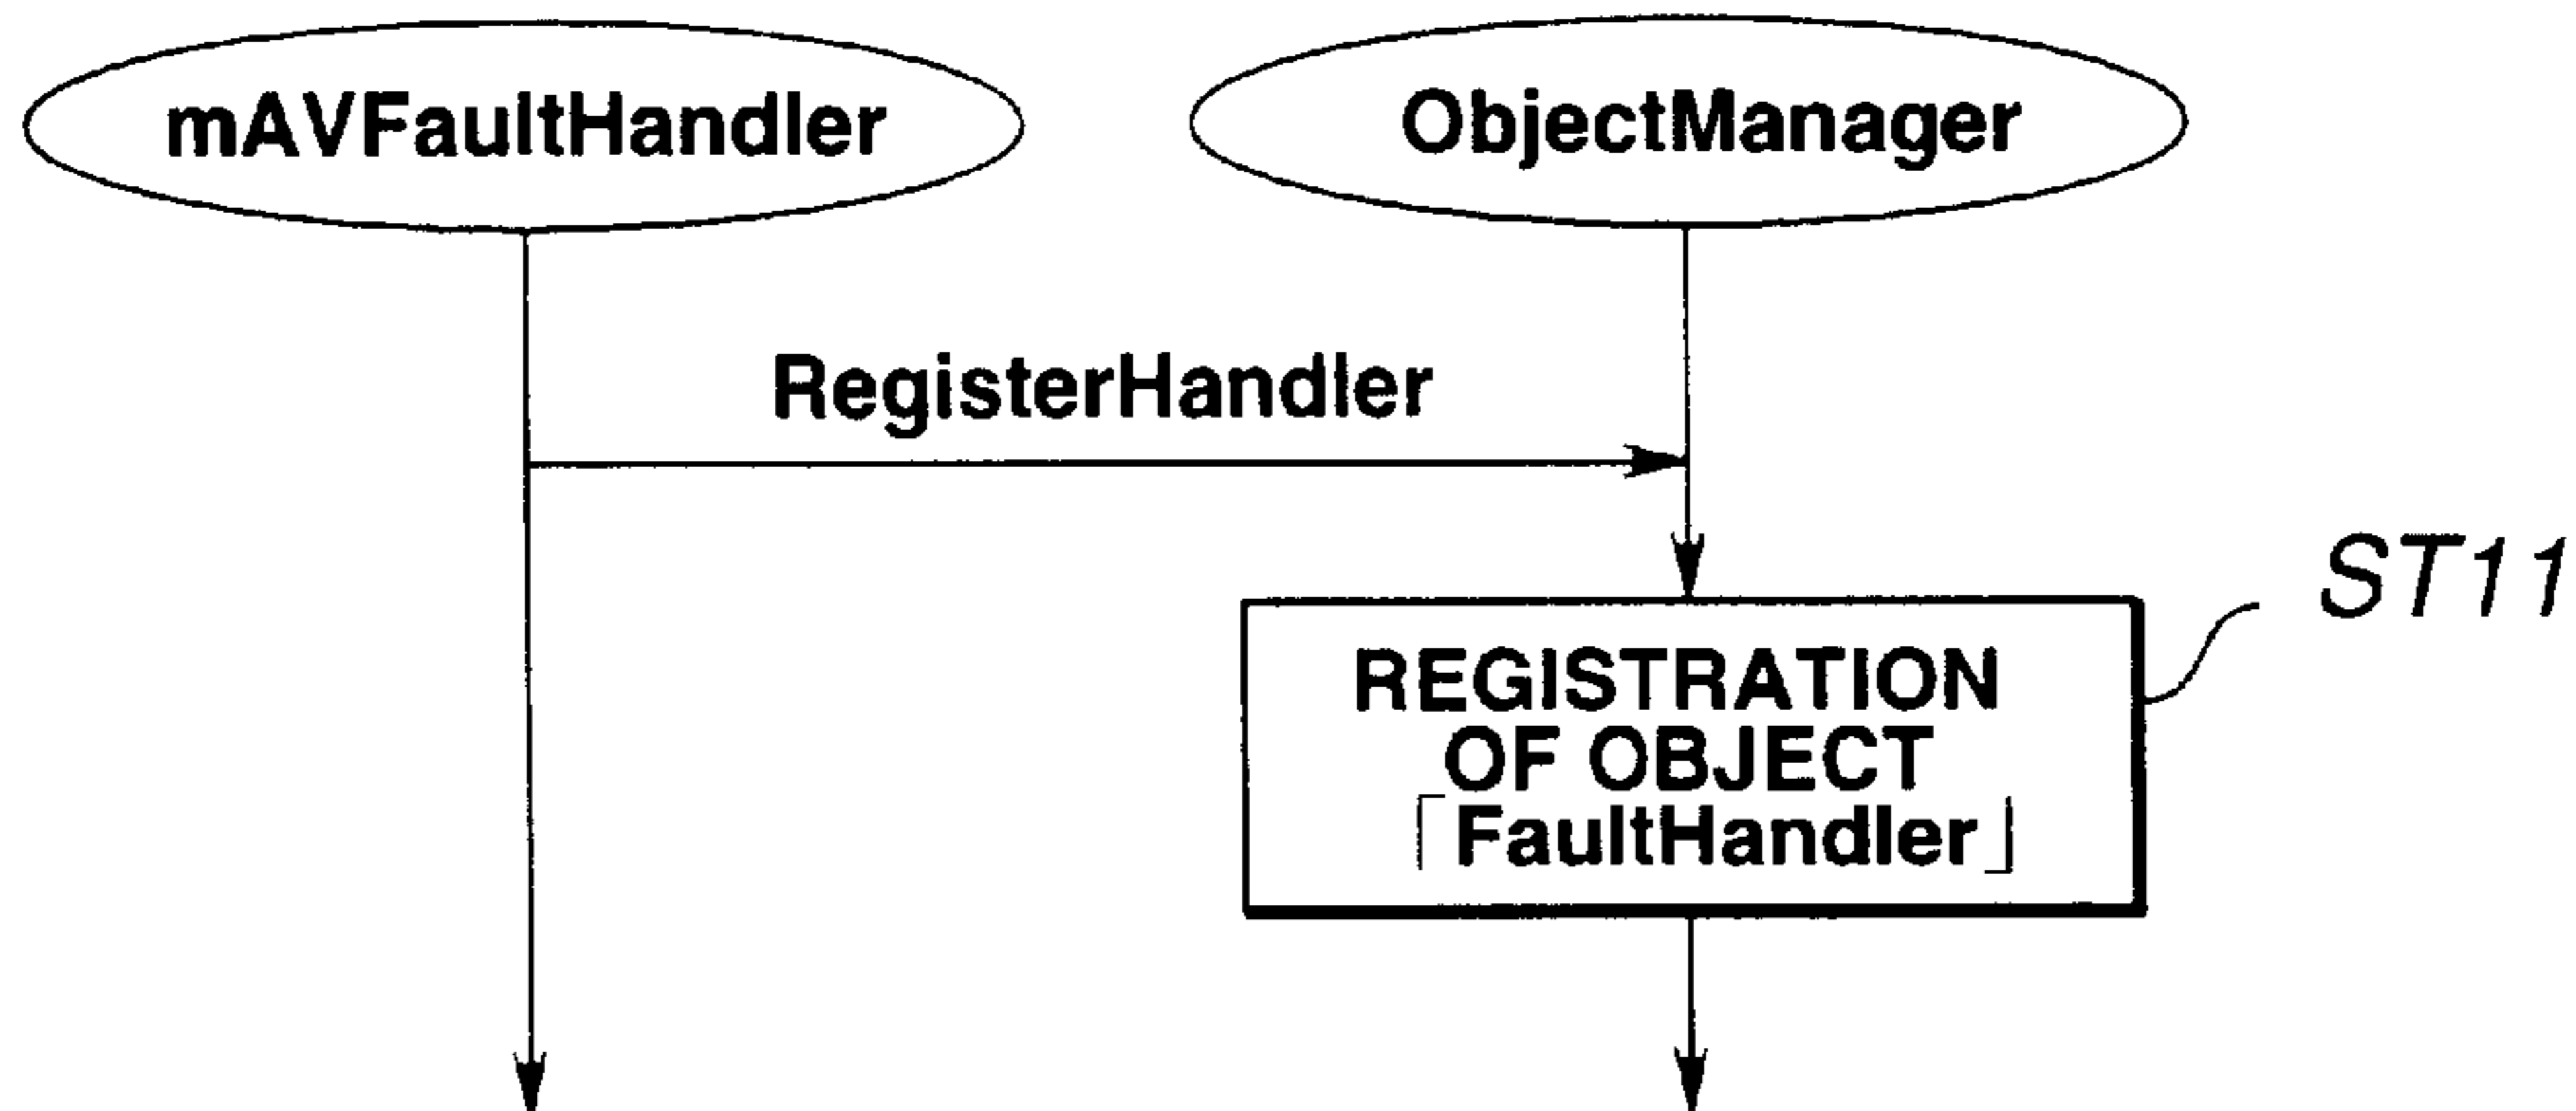 mAVFaultHandler
ObjectManager
RegisterHandler
ST11
REGISTRATION
OF OBJECT
「FaultHandler」